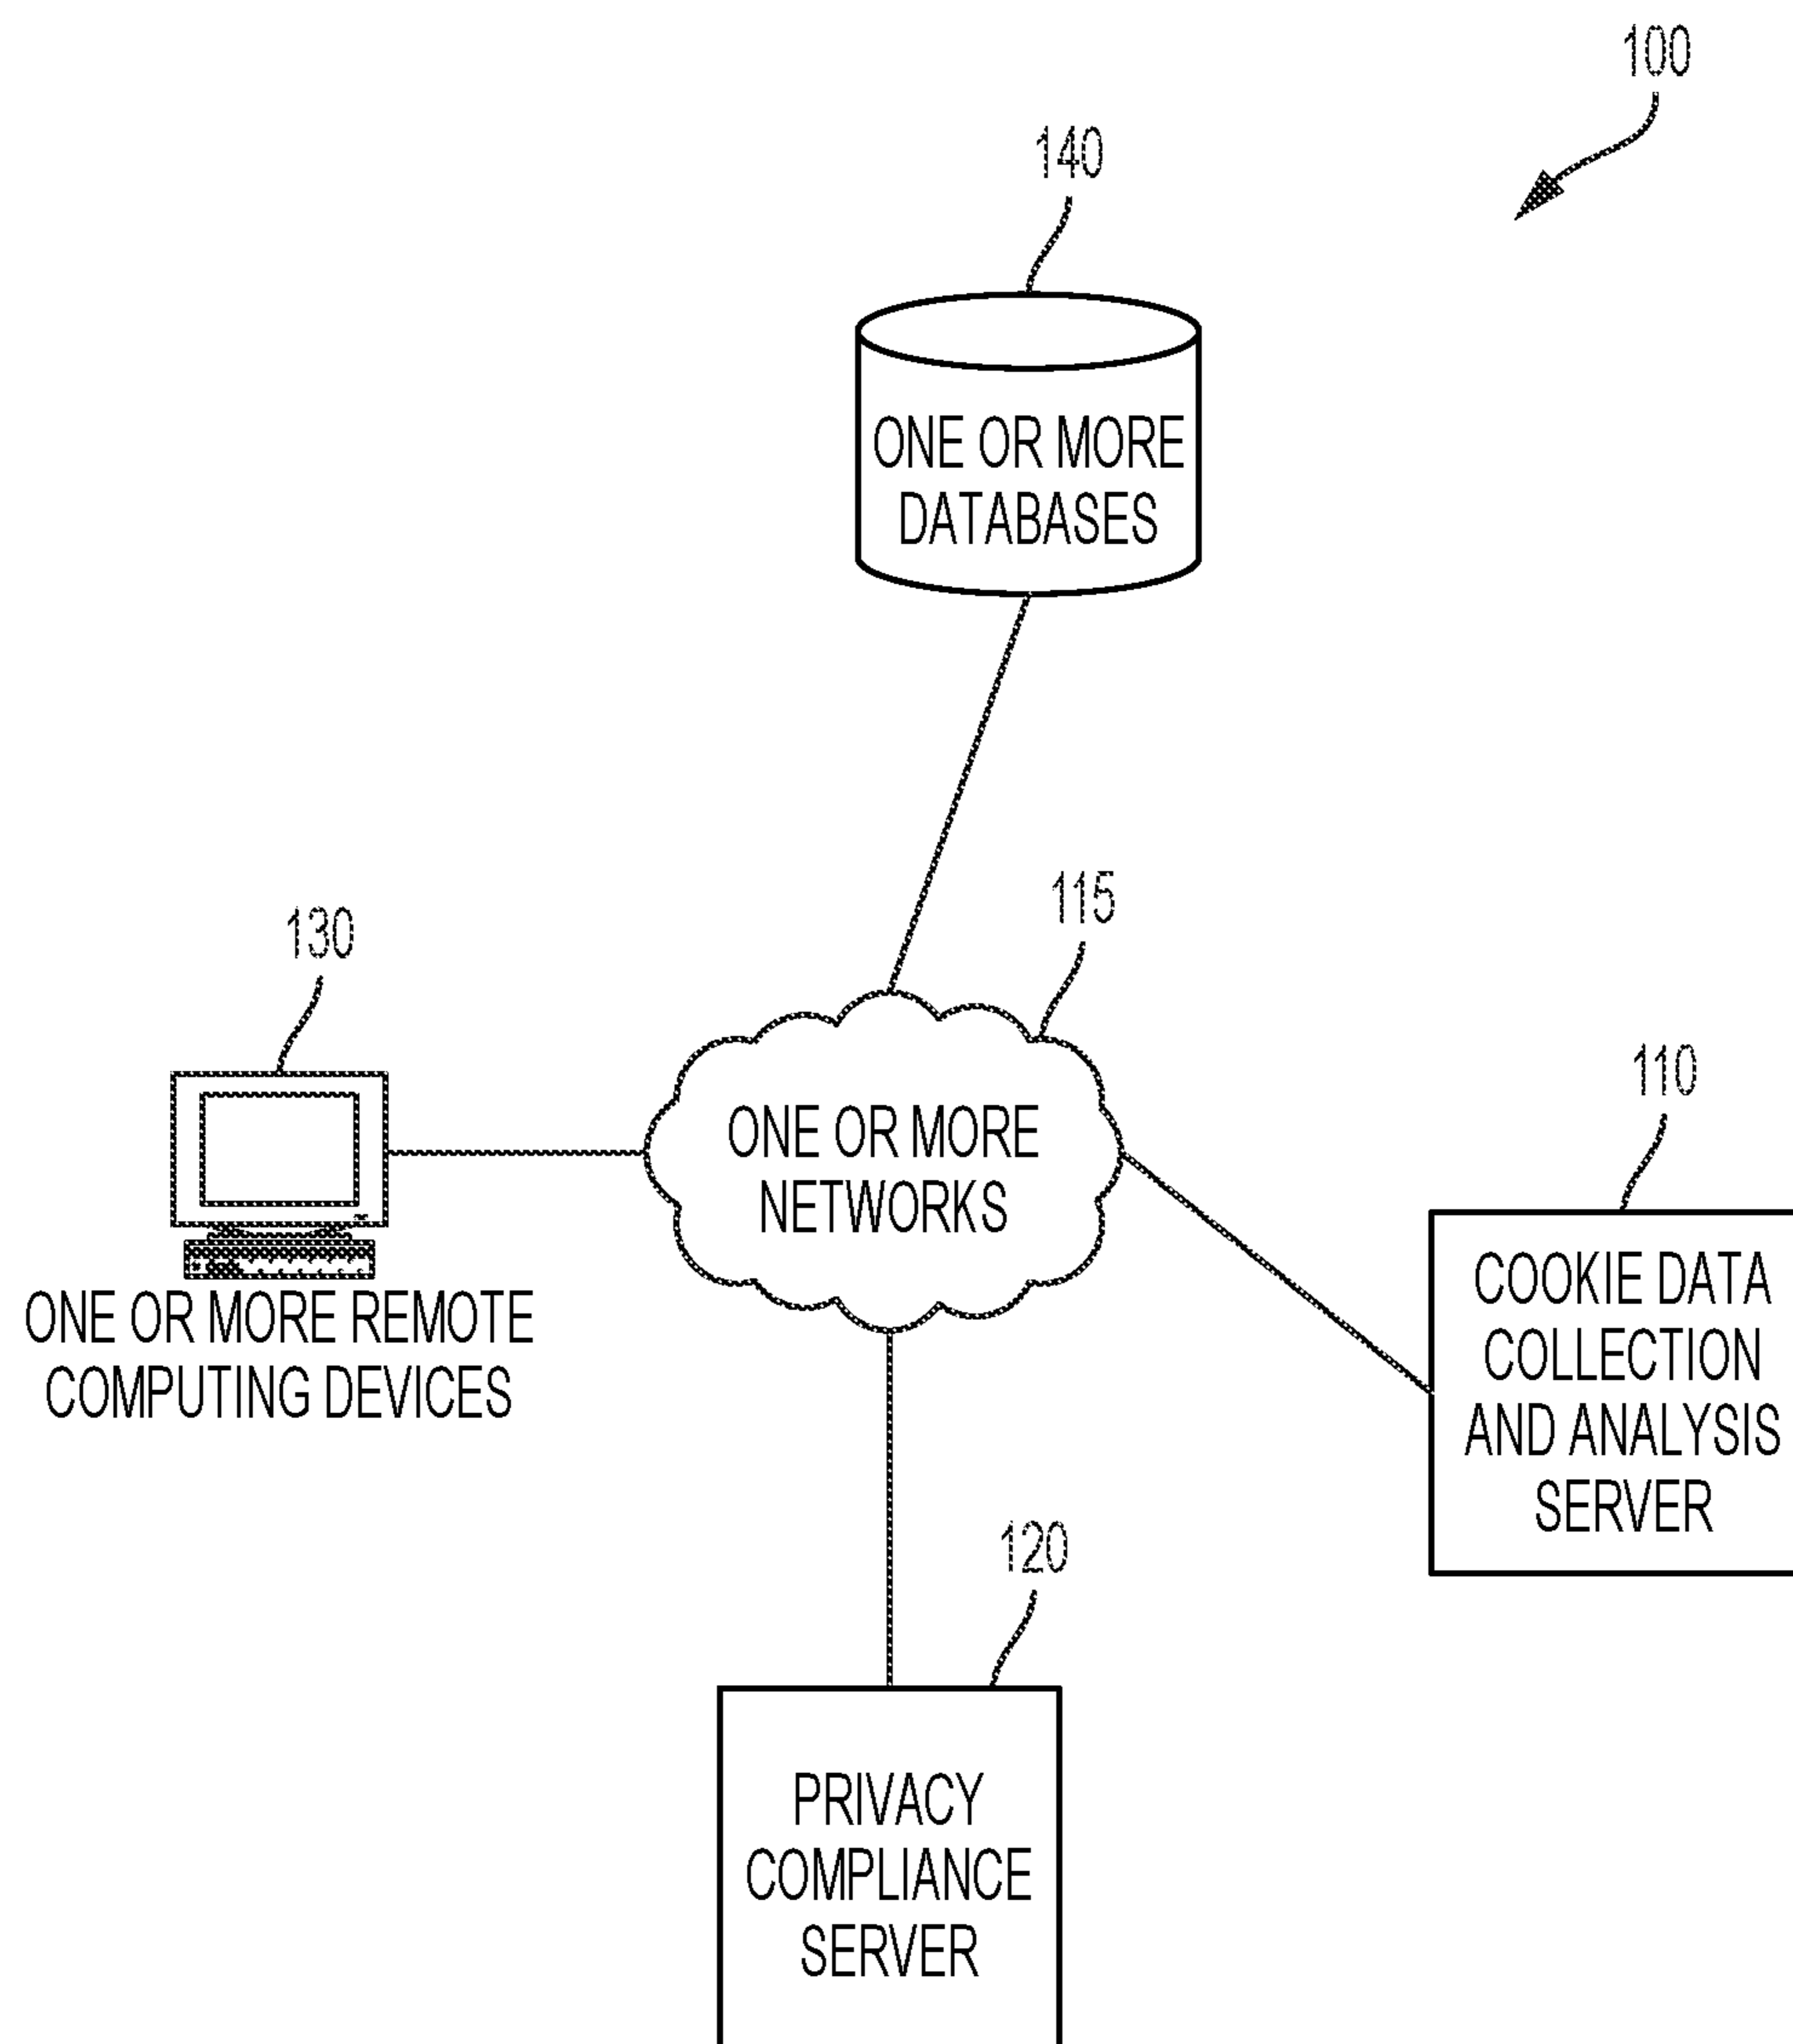 100
140
ONE OR MORE
DATABASES
115
130
110
ONE OR MORE
NETWORKS
COOKIE DATA
COLLECTION
AND ANALYSIS
SERVER
ONE OR MORE REMOTE
COMPUTING DEVICES
120
PRIVACY
COMPLIANCE
SERVER